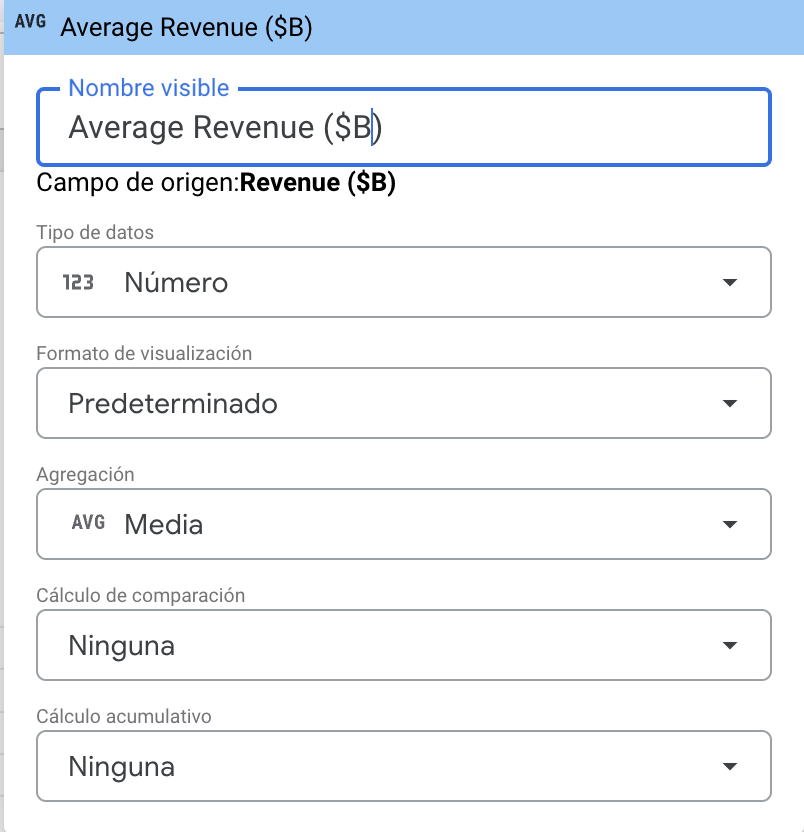 AVG Average Revenue ($B)
Nombre visible
Average Revenue ($B)
Campo de origen:Revenue ($B)
Tipo de datos
123 Número
Formato de visualización
Predeterminado
Agregación
AVG Media
Cálculo de comparación
Ninguna
Cálculo acumulativo
Ninguna